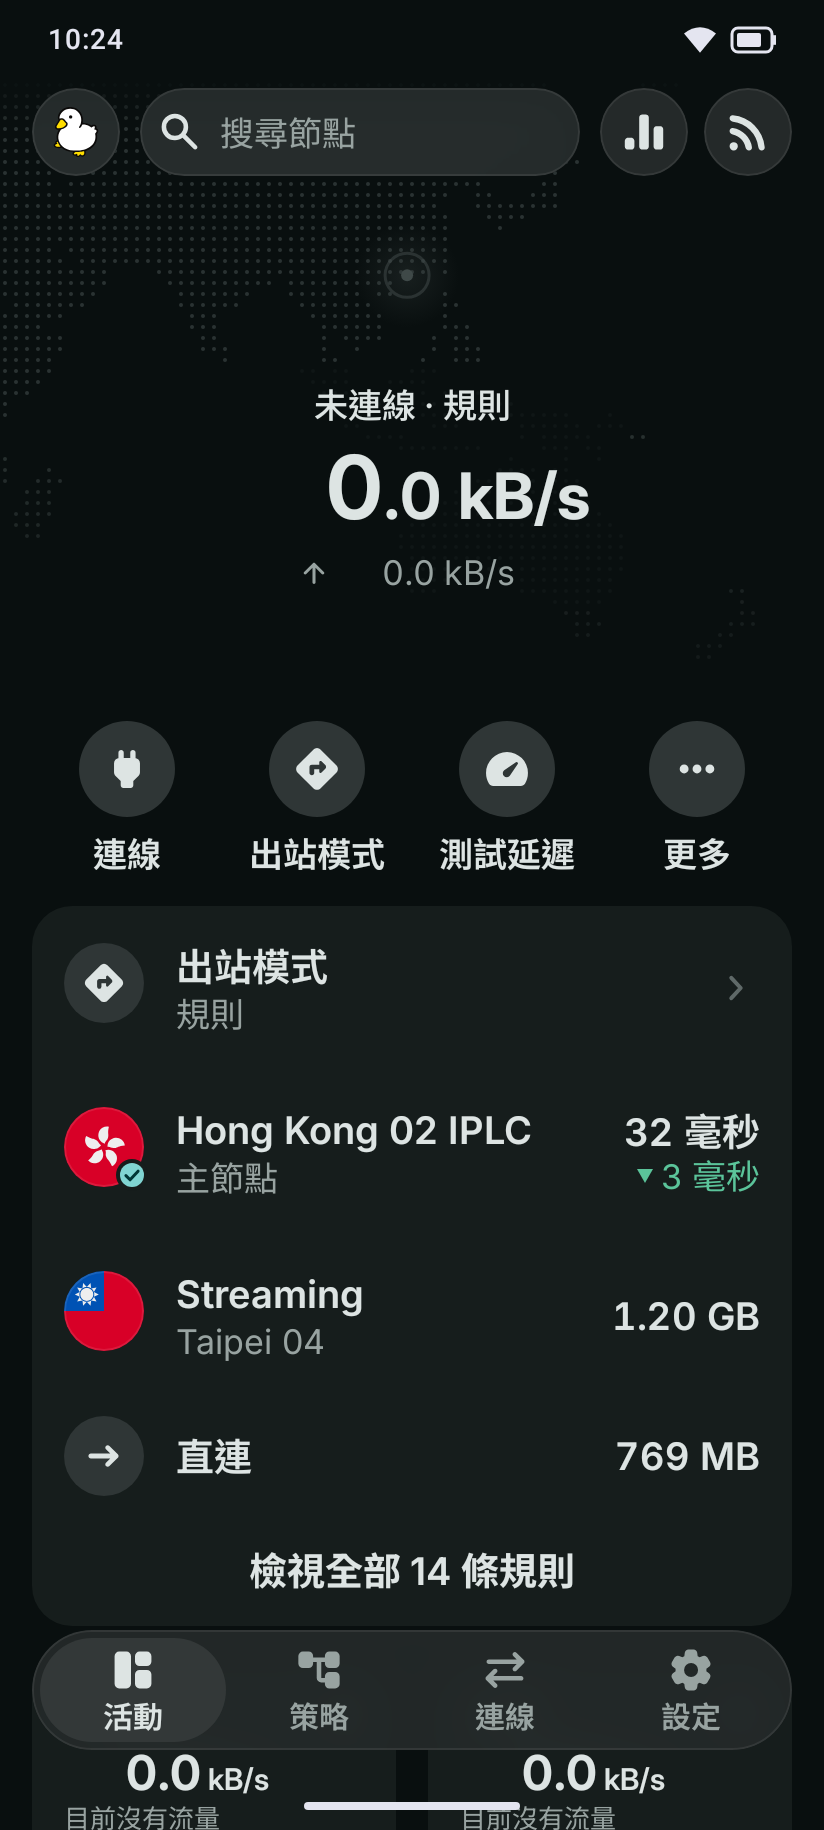 10:24
搜尋節點
未連線 · 規則
0.0 kB/s
↑ 0.0 kB/s
連線
出站模式
測試延遲
更多
出站模式
規則
Hong Kong 02 IPLC
32 毫秒
主節點
▼3 毫秒
Streaming
1.20 GB
Taipei 04
直連
769 MB
檢視全部 14 條規則
活動
策略
連線
設定
0.0 kB/s
0.0 kB/s
目前沒有流量
目前沒有流量